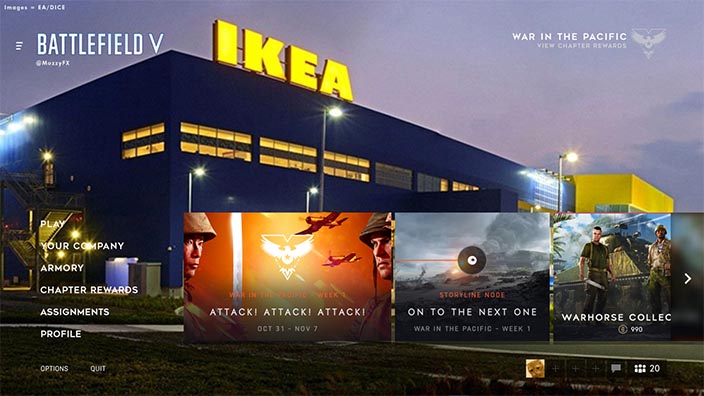 Images = EA/DICE
BATTLEFIELD V
@MuzzyFX
WAR IN THE PACIFIC
VIEW CHAPTER REWARDS
IKEA
PLAY
YOUR COMPANY
ARMORY
CHAPTER REWARDS
ASSIGNMENTS
PROFILE
WAR IN THE PACIFIC - WEEK 1
ATTACK! ATTACK! ATTACK!
OCT 31 - NOV 7
STORYLINE NODE
ON TO THE NEXT ONE
WAR IN THE PACIFIC - WEEK 1
WARHORSE COLLEC
990
OPTIONS QUIT
20